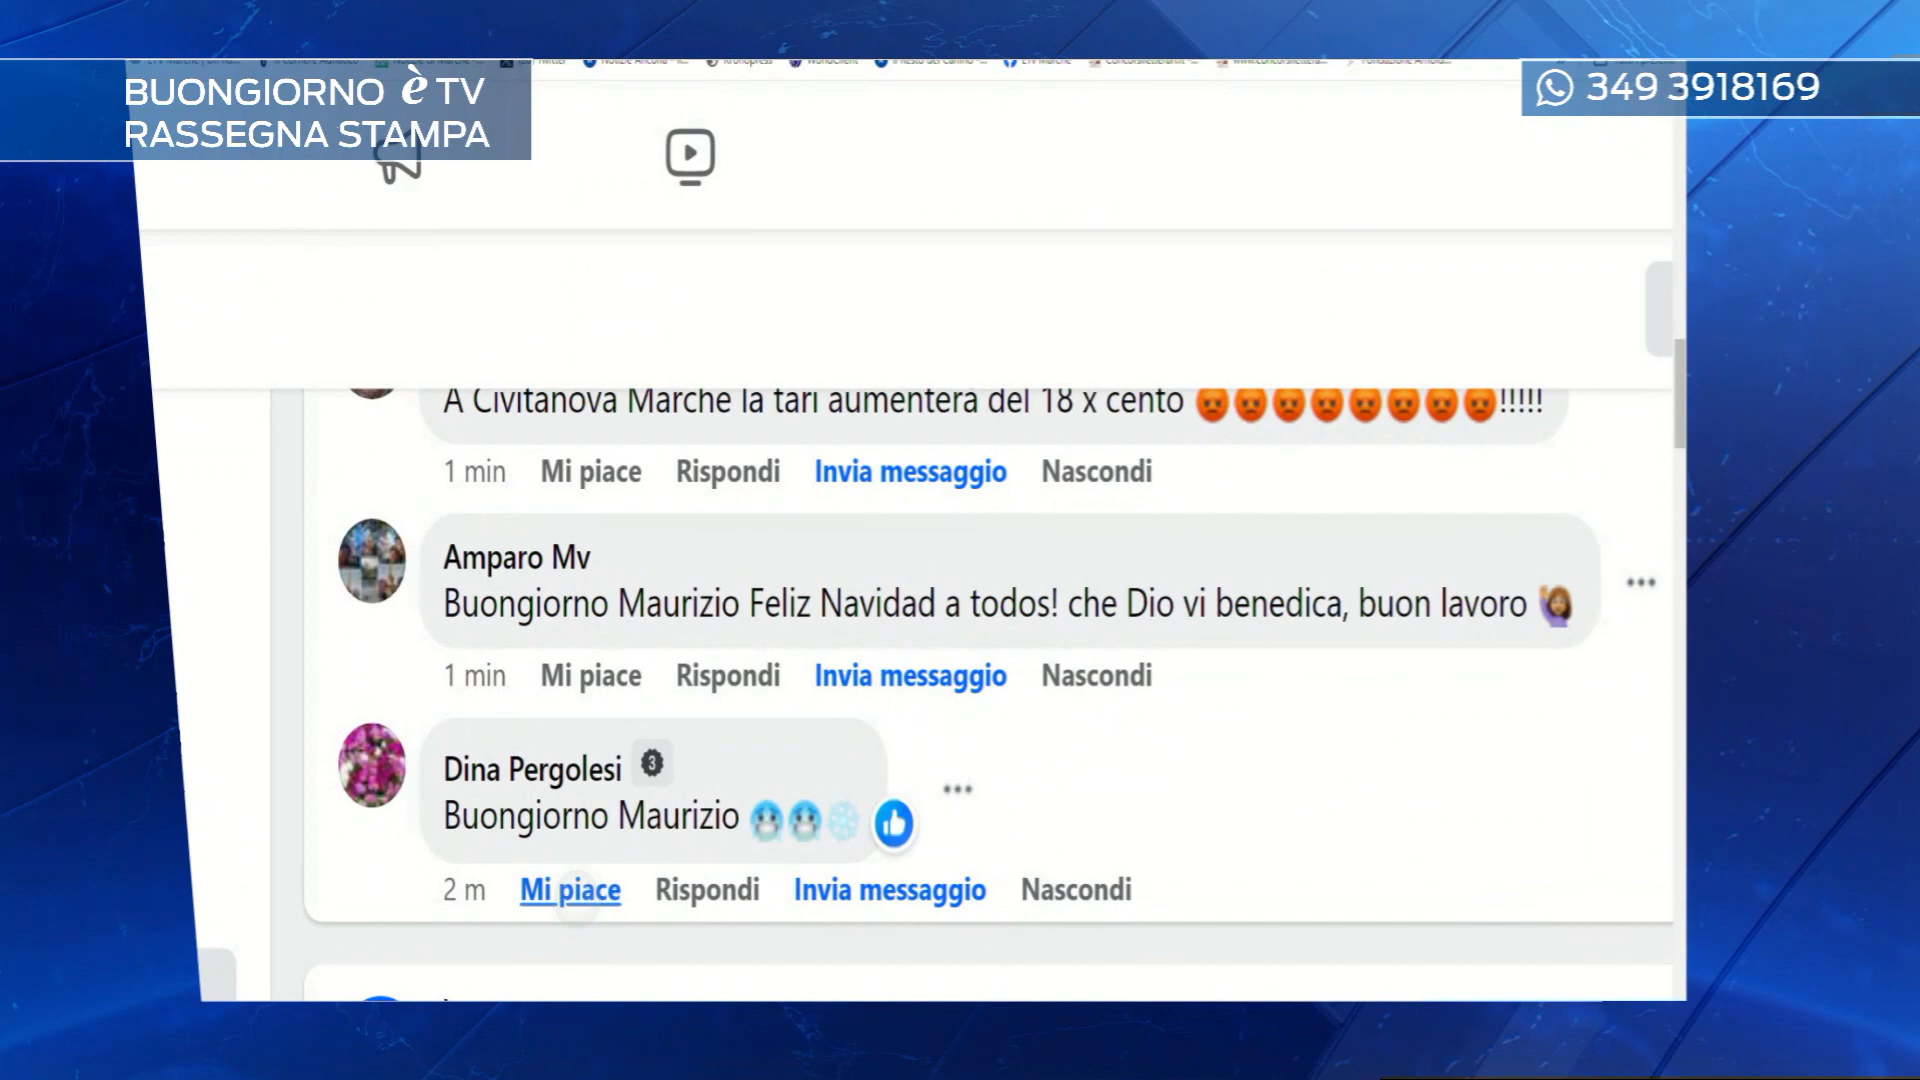 BUONGIORNO è TV
RASSEGNA STAMPA
349 3918169
A Civitanova Marche la tari aumenterà del 18 x cento 😡😡😡😡😡😡😡😡!!!!!
1 min Mi piace Rispondi Invia messaggio Nascondi
Amparo Mv
Buongiorno Maurizio Feliz Navidad a todos! che Dio vi benedica, buon lavoro 🙋🏽‍♀️
1 min Mi piace Rispondi Invia messaggio Nascondi
Dina Pergolesi 3
Buongiorno Maurizio 🥶🥶❄️
2 m Mi piace Rispondi Invia messaggio Nascondi